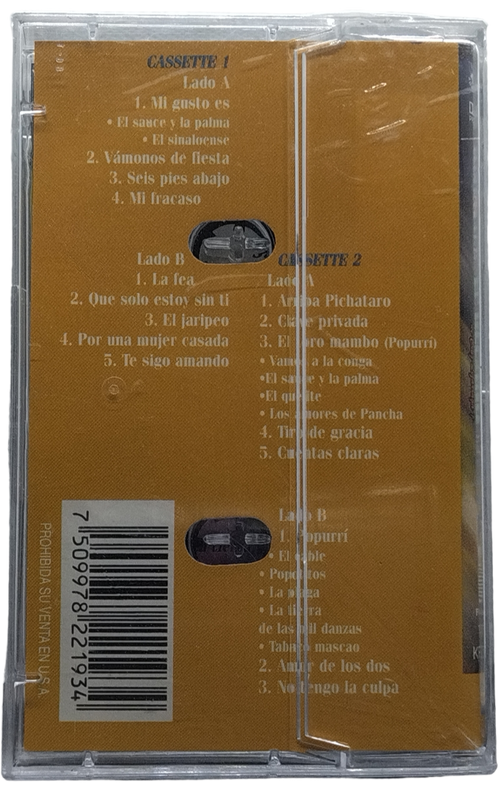 CASSETTE 1
Lado A
1. Mi gusto es
• El sauce y la palma
• El sinaloense
2. Vámonos de fiesta
3. Seis pies abajo
4. Mi fracaso
Lado B
1. La fea
2. Que solo estoy sin ti
3. El jaripeo
4. Por una mujer casada
5. Te sigo amando
CASSETTE 2
Lado A
1. Arriba Pichataro
2. Clave privada
3. El toro mambo (Popurrí)
• Vamos a la conga
•El sauce y la palma
•El quelite
• Los amores de Pancha
4. Tiro de gracia
5. Cuentas claras
Lado B
1. Popurrí
• El cable
• Popotitos
• La plaga
• La tierra
de las mil danzas
• Tabaco mascao
2. Amor de los dos
3. No tengo la culpa
7 509978 221934
PROHIBIDA SU VENTA EN U.S.A.